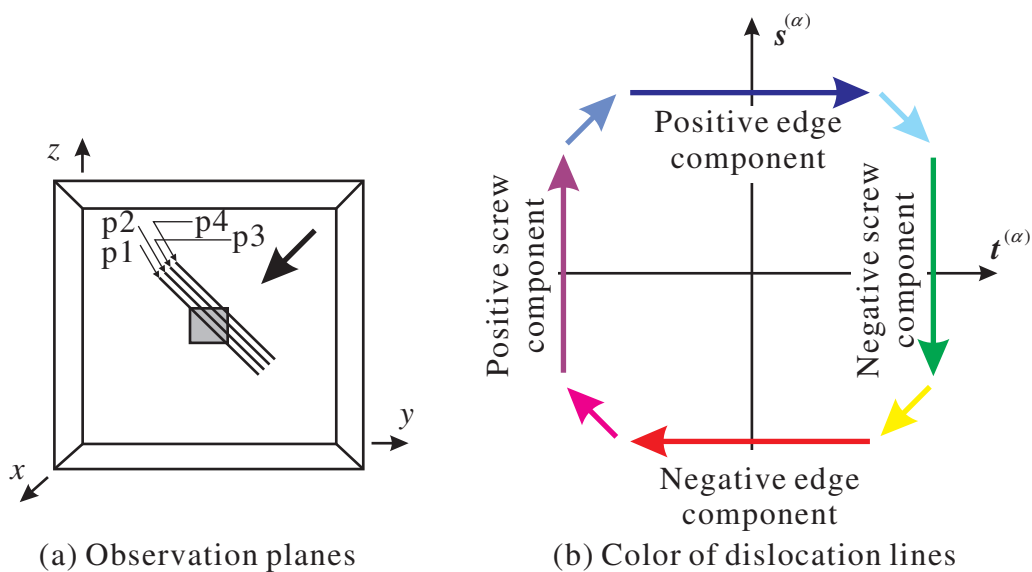 z
p2
p4
p1
p3
y
x
(a) Observation planes
s(α)
Positive edge
component
Positive screw
component
Negative screw
component
t(α)
Negative edge
component
(b) Color of dislocation lines